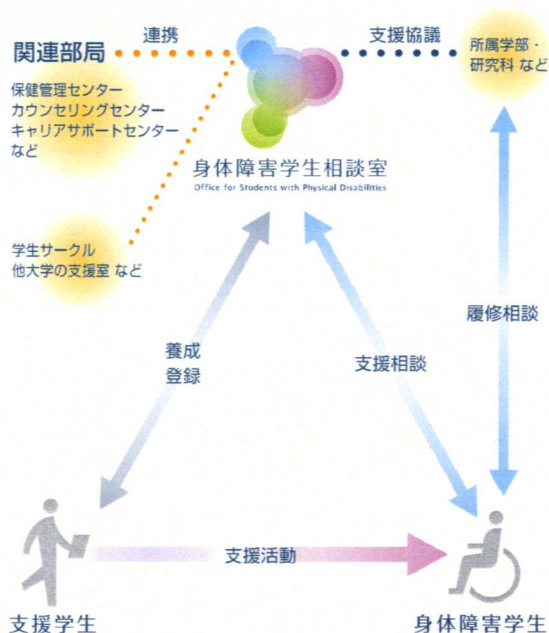 連携
支援協議
関連部局
保健管理センター
カウンセリングセンター
キャリアサポートセンター
など
所属学部・
研究科 など
身体障害学生相談室
Office for Students with Physical Disabilities
学生サークル
他大学の支援室 など
履修相談
養成
登録
支援相談
支援活動
支援学生
身体障害学生